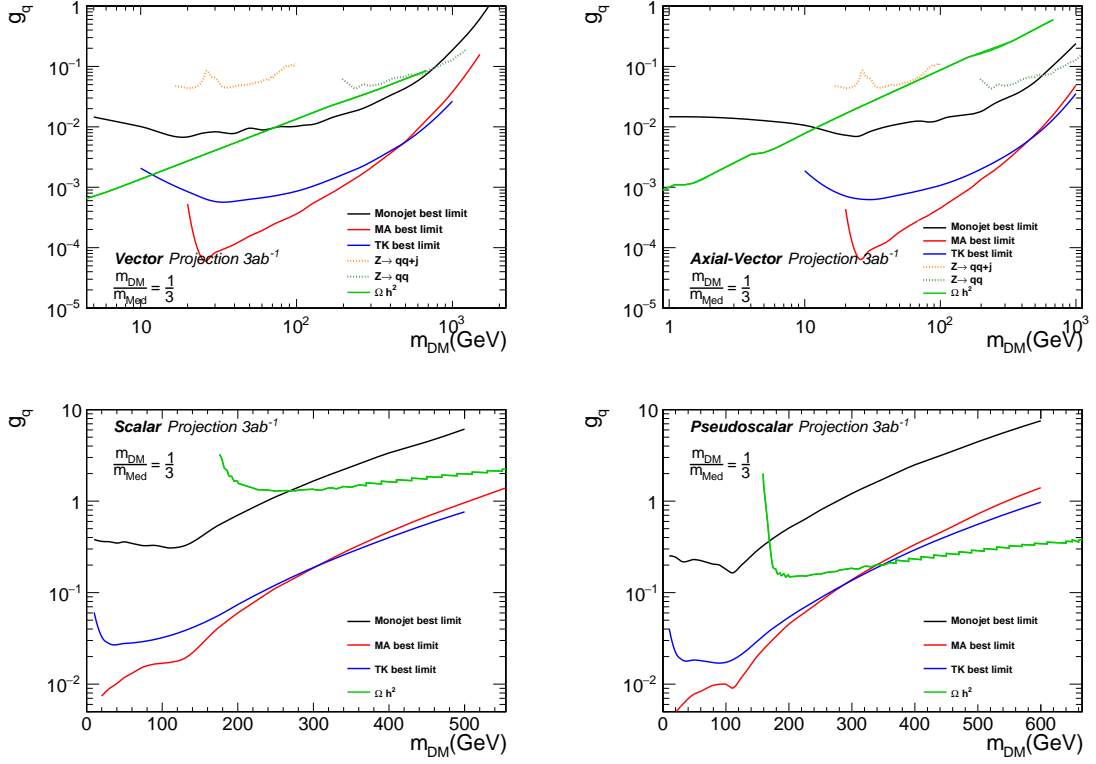 g_q
1
10^-1
10^-2
10^-3
10^-4
10^-5
Vector Projection 3ab^-1
m_DM / m_Med = 1/3
Monojet best limit
MA best limit
TK best limit
Z→ qq+j
Z→ qq
Ω h^2
10 10^2 10^3
m_DM(GeV)
g_q
1
10^-1
10^-2
10^-3
10^-4
10^-5
Axial-Vector Projection 3ab^-1
m_DM / m_Med = 1/3
Monojet best limit
MA best limit
TK best limit
Z→ qq+j
Z→ qq
Ω h^2
1 10 10^2 10^3
m_DM(GeV)
g_q
10
1
10^-1
10^-2
Scalar Projection 3ab^-1
m_DM / m_Med = 1/3
Monojet best limit
MA best limit
TK best limit
Ω h^2
0 100 200 300 400 500
m_DM(GeV)
g_q
10
1
10^-1
10^-2
Pseudoscalar Projection 3ab^-1
m_DM / m_Med = 1/3
Monojet best limit
MA best limit
TK best limit
Ω h^2
0 100 200 300 400 500 600
m_DM(GeV)